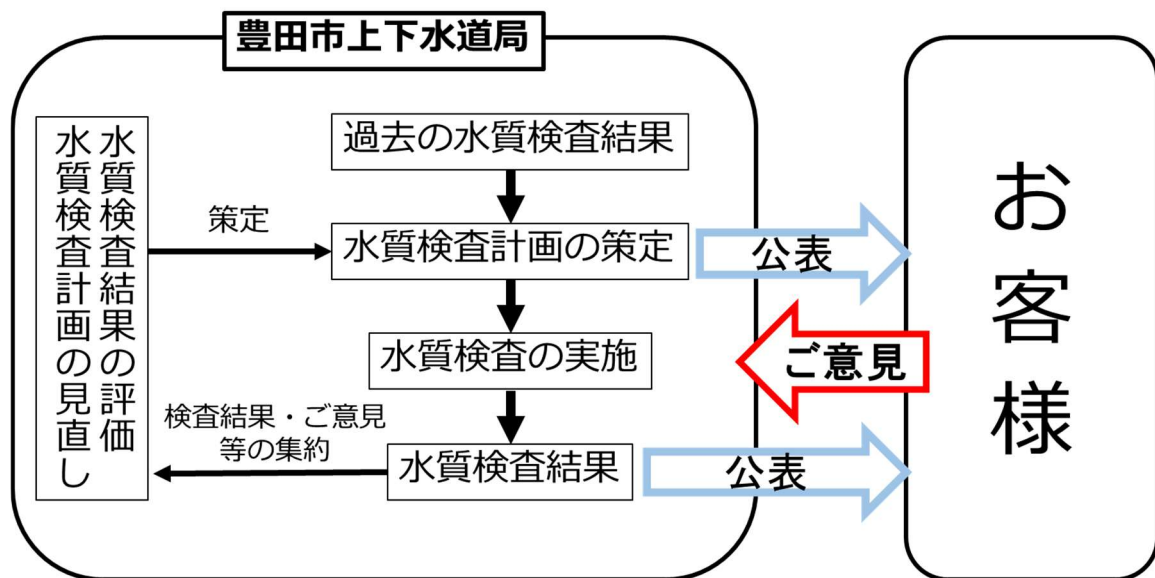 豊田市上下水道局
過去の水質検査結果
水質検査結果の評価
水質検査計画の見直し
策定
水質検査計画の策定
公表
お客様
水質検査の実施
ご意見
検査結果・ご意見
等の集約
水質検査結果
公表